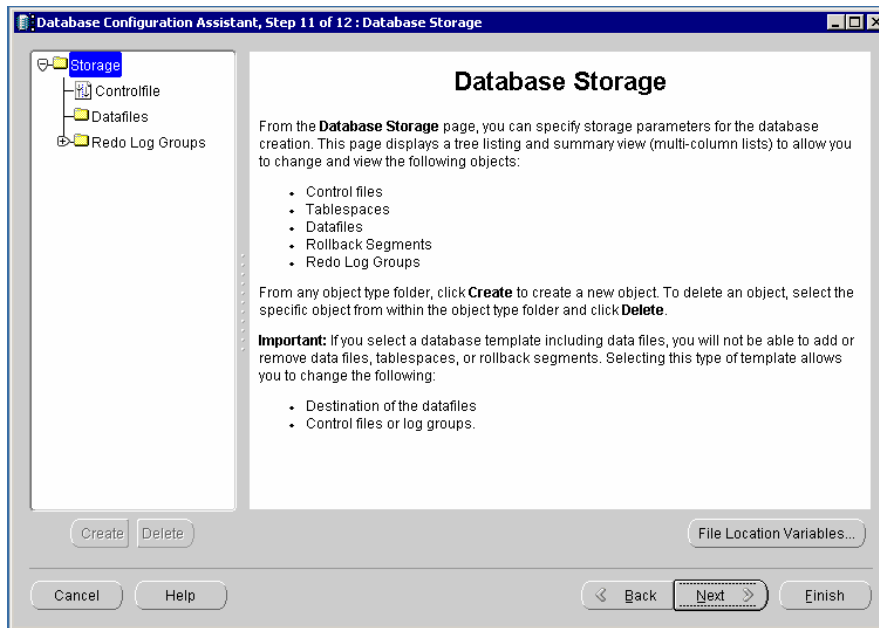 Database Configuration Assistant, Step 11 of 12 : Database Storage
Storage
Controlfile
Datafiles
Redo Log Groups
Database Storage
From the Database Storage page, you can specify storage parameters for the database
creation. This page displays a tree listing and summary view (multi-column lists) to allow you
to change and view the following objects:
Control files
Tablespaces
Datafiles
Rollback Segments
Redo Log Groups
From any object type folder, click Create to create a new object. To delete an object, select the
specific object from within the object type folder and click Delete.
Important: If you select a database template including data files, you will not be able to add or
remove data files, tablespaces, or rollback segments. Selecting this type of template allows
you to change the following:
Destination of the datafiles
Control files or log groups.
Create
Delete
File Location Variables...
Cancel
Help
Back
Next
Finish